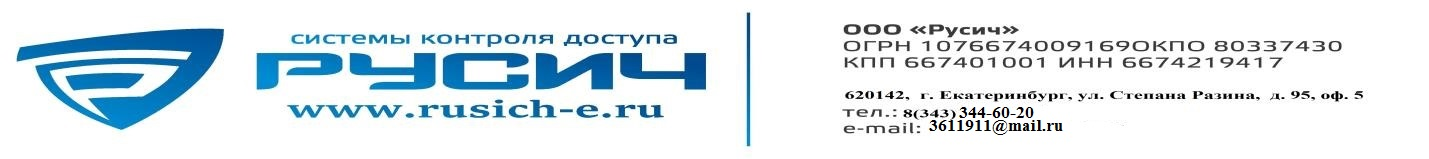 системы контроля доступа
РУСИЧ
www.rusich-e.ru
ООО «Русич»
ОГРН 1076674009169ОКПО 80337430
КПП 667401001 ИНН 6674219417
620142, г. Екатеринбург, ул. Степана Разина, д. 95, оф. 5
тел.: 8(343) 344-60-20
e-mail: 3611911@mail.ru